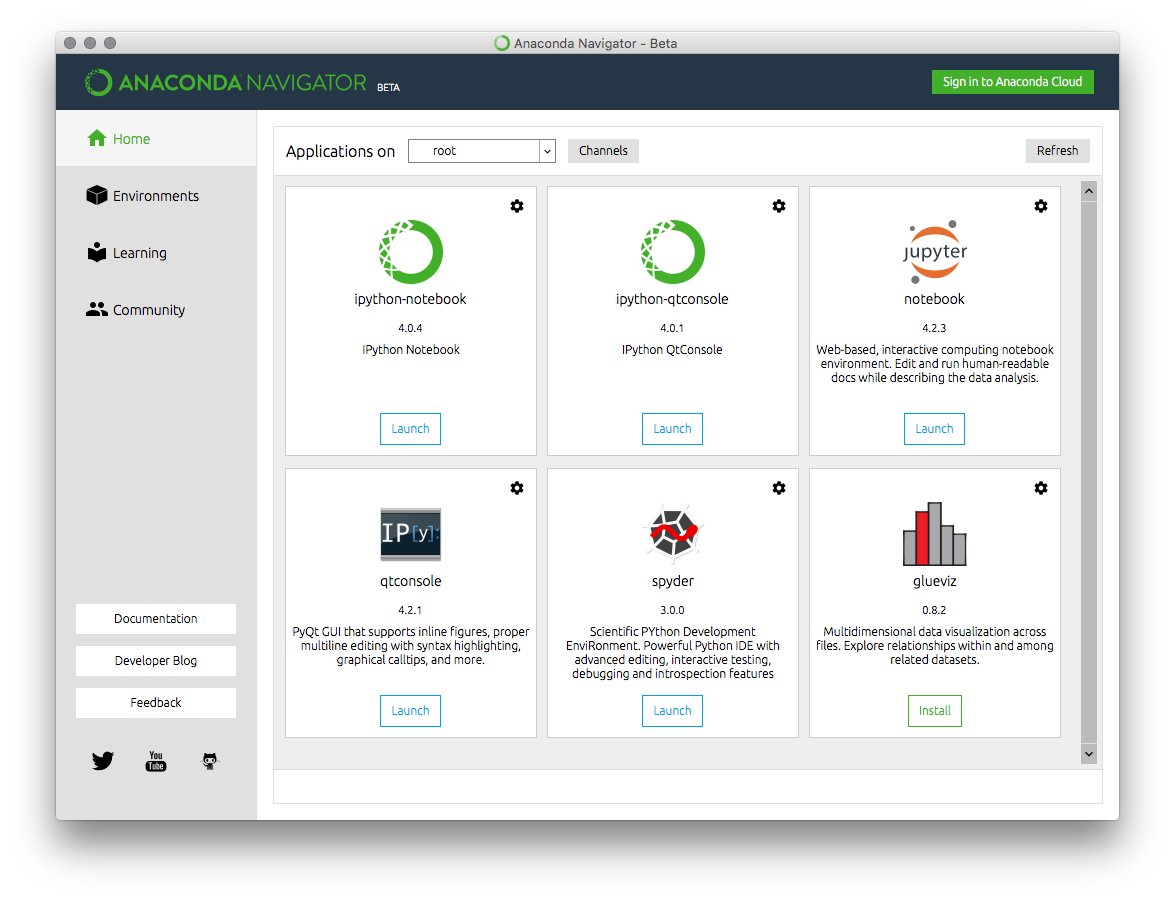 Anaconda Navigator - Beta
ANACONDA NAVIGATOR BETA
Sign in to Anaconda Cloud
Home
Environments
Learning
Community
Documentation
Developer Blog
Feedback
You
Tube
Applications on
root
Channels
Refresh
ipython-notebook
4.0.4
IPython Notebook
Launch
ipython-qtconsole
4.0.1
IPython QtConsole
Launch
jupyter
notebook
4.2.3
Web-based, interactive computing notebook
environment. Edit and run human-readable
docs while describing the data analysis.
Launch
IP[y]:
qtconsole
4.2.1
PyQt GUI that supports inline figures, proper
multiline editing with syntax highlighting,
graphical calltips, and more.
Launch
spyder
3.0.0
Scientific PYthon Development
EnviRonment. Powerful Python IDE with
advanced editing, interactive testing,
debugging and introspection features
Launch
glueviz
0.8.2
Multidimensional data visualization across
files. Explore relationships within and among
related datasets.
Install